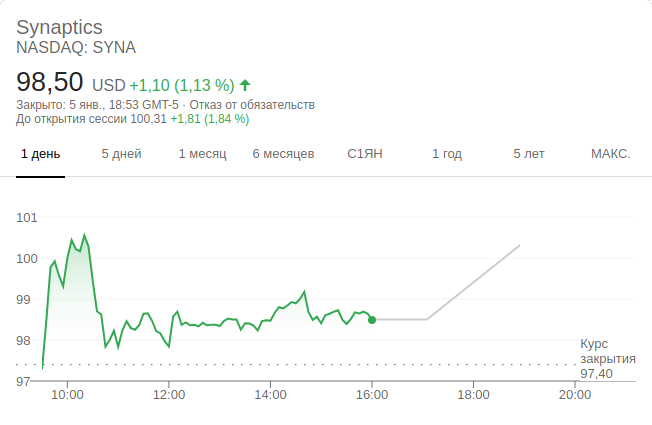 Synaptics
NASDAQ: SYNA
98,50 USD +1,10 (1,13 %)
Закрыто: 5 янв., 18:53 GMT-5 · Отказ от обязательств
До открытия сессии 100,31 +1,81 (1,84 %)
1 день 5 дней 1 месяц 6 месяцев С1ЯН 1 год 5 лет МАКС.
101
100
99
98
97
Курс
закрытия
97,40
10:00 12:00 14:00 16:00 18:00 20:00